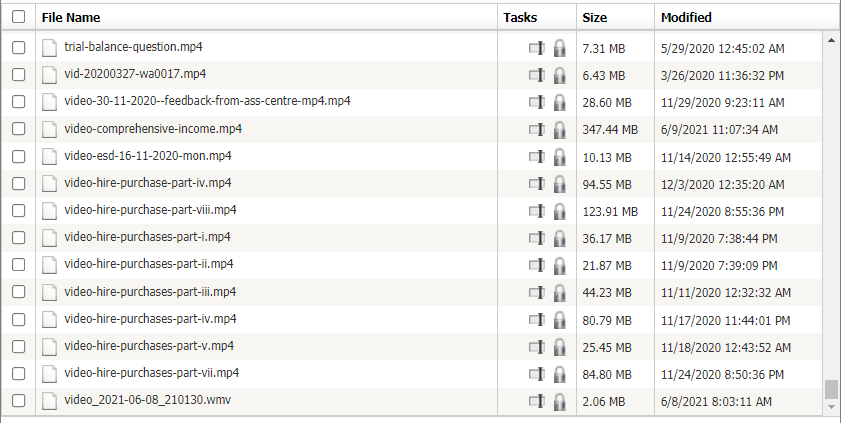 File Name Tasks Size Modified
trial-balance-question.mp4 7.31 MB 5/29/2020 12:45:02 AM
vid-20200327-wa0017.mp4 6.43 MB 3/26/2020 11:36:32 PM
video-30-11-2020--feedback-from-ass-centre-mp4.mp4 28.60 MB 11/29/2020 9:23:11 AM
video-comprehensive-income.mp4 347.44 MB 6/9/2021 11:07:34 AM
video-esd-16-11-2020-mon.mp4 10.13 MB 11/14/2020 12:55:49 AM
video-hire-purchase-part-iv.mp4 94.55 MB 12/3/2020 12:35:20 AM
video-hire-purchase-part-viii.mp4 123.91 MB 11/24/2020 8:55:36 PM
video-hire-purchases-part-i.mp4 36.17 MB 11/9/2020 7:38:44 PM
video-hire-purchases-part-ii.mp4 21.87 MB 11/9/2020 7:39:09 PM
video-hire-purchases-part-iii.mp4 44.23 MB 11/11/2020 12:32:32 AM
video-hire-purchases-part-iv.mp4 80.79 MB 11/17/2020 11:44:01 PM
video-hire-purchases-part-v.mp4 25.45 MB 11/18/2020 12:43:52 AM
video-hire-purchases-part-vii.mp4 84.80 MB 11/24/2020 8:50:36 PM
video_2021-06-08_210130.wmv 2.06 MB 6/8/2021 8:03:11 AM